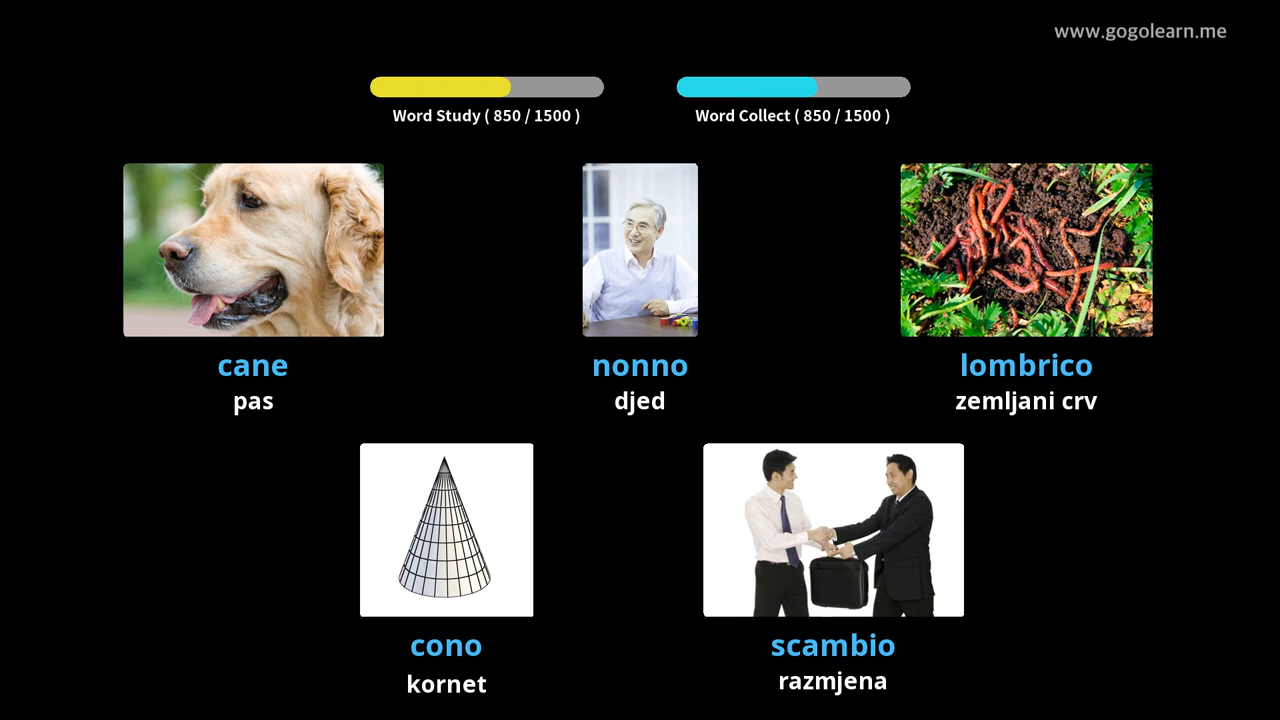 www.gogolearn.me
Word Study ( 850 / 1500 )
Word Collect ( 850 / 1500 )
cane
pas
nonno
djed
lombrico
zemljani crv
cono
kornet
scambio
razmjena